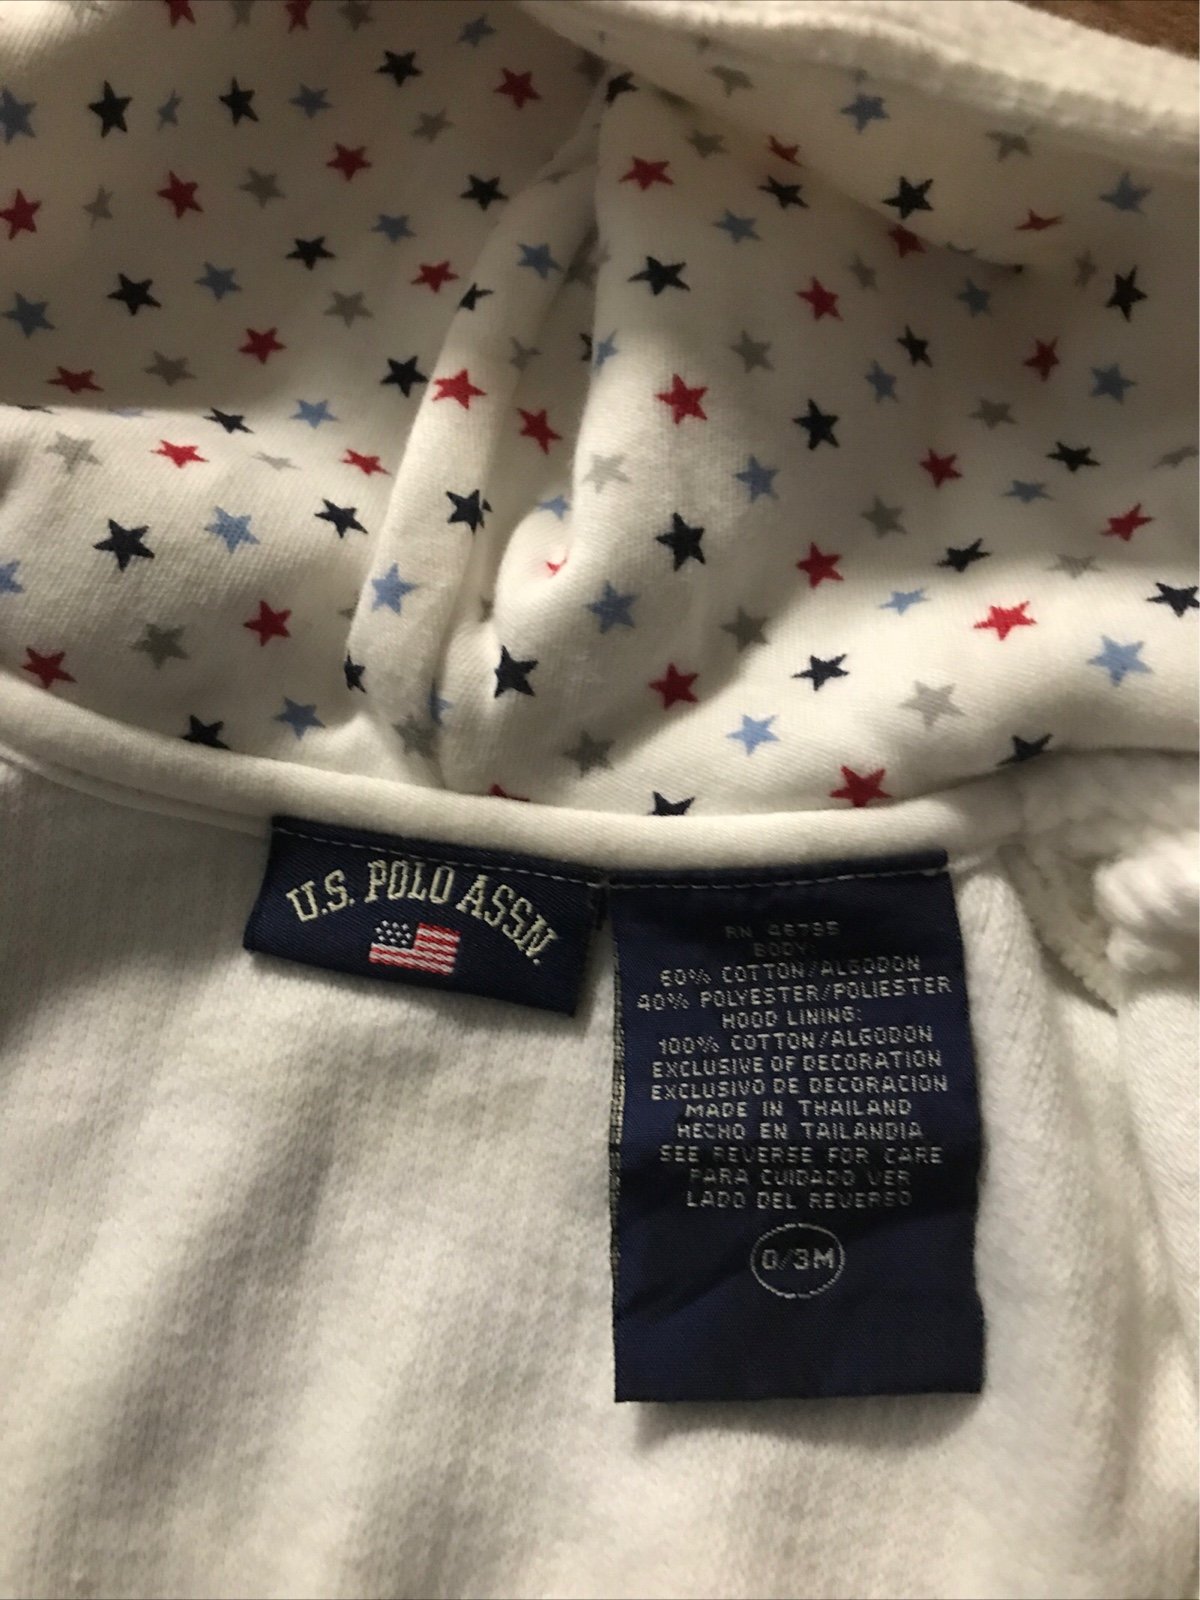 U.S. POLO ASSN.
RN 46795
BODY:
60% COTTON/ALGODON
40% POLYESTER/POLIESTER
HOOD LINING:
100% COTTON/ALGODON
EXCLUSIVE OF DECORATION
EXCLUSIVO DE DECORACION
MADE IN THAILAND
HECHO EN TAILANDIA
SEE REVERSE FOR CARE
PARA CUIDADO VER
LADO DEL REVERSO
0/3M